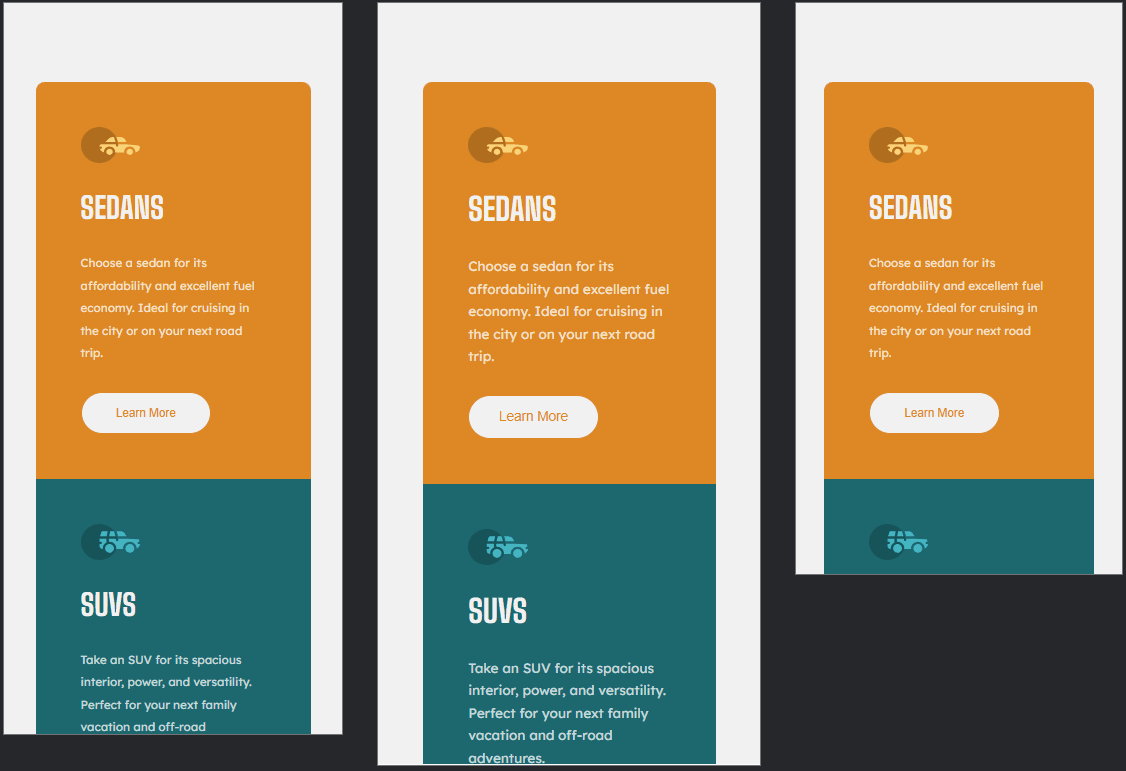 SEDANS
Choose a sedan for its
affordability and excellent fuel
economy. Ideal for cruising in
the city or on your next road
trip.
Learn More
SUVS
Take an SUV for its spacious
interior, power, and versatility.
Perfect for your next family
vacation and off-road
SEDANS
Choose a sedan for its
affordability and excellent fuel
economy. Ideal for cruising in
the city or on your next road
trip.
Learn More
SUVS
Take an SUV for its spacious
interior, power, and versatility.
Perfect for your next family
vacation and off-road
adventures.
SEDANS
Choose a sedan for its
affordability and excellent fuel
economy. Ideal for cruising in
the city or on your next road
trip.
Learn More